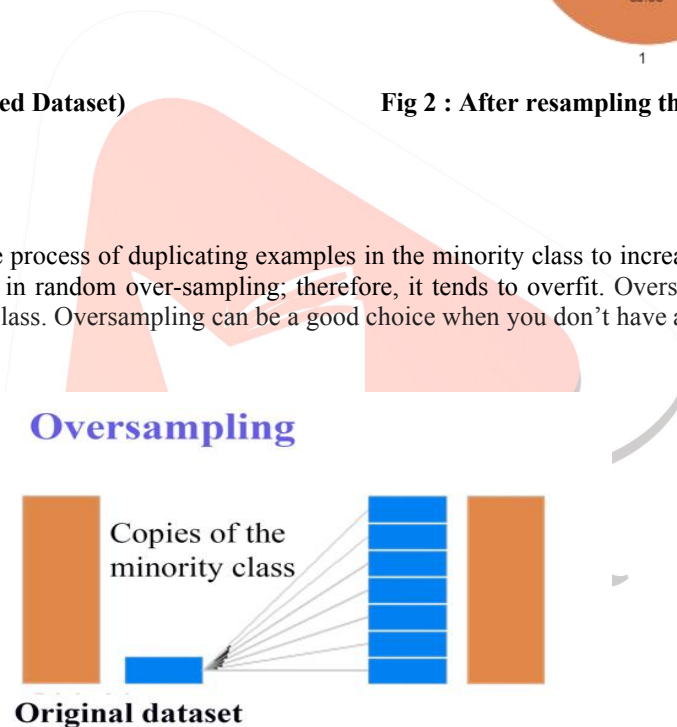 1
ed Dataset)
Fig 2 : After resampling th
e process of duplicating examples in the minority class to increa
in random over-sampling; therefore, it tends to overfit. Overs
lass. Oversampling can be a good choice when you don’t have a
Oversampling
Copies of the
minority class
Original dataset